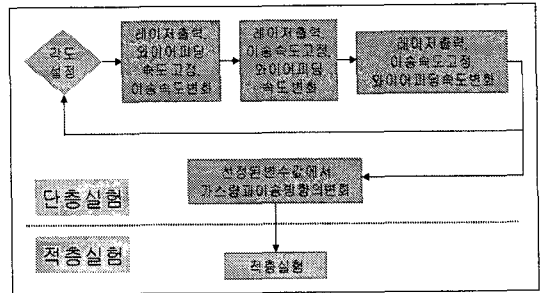 각도
설정
레이저출력,
와이어피딩
속도고정,
이송속도변화
레이저출력,
이송속도고정,
와이어피딩
속도변화
레이저출력,
이송속도고정
와이어피딩속도변화
선정된변수값에서
가스량과이송방향의변화
단층실험
적층실험
적층실험